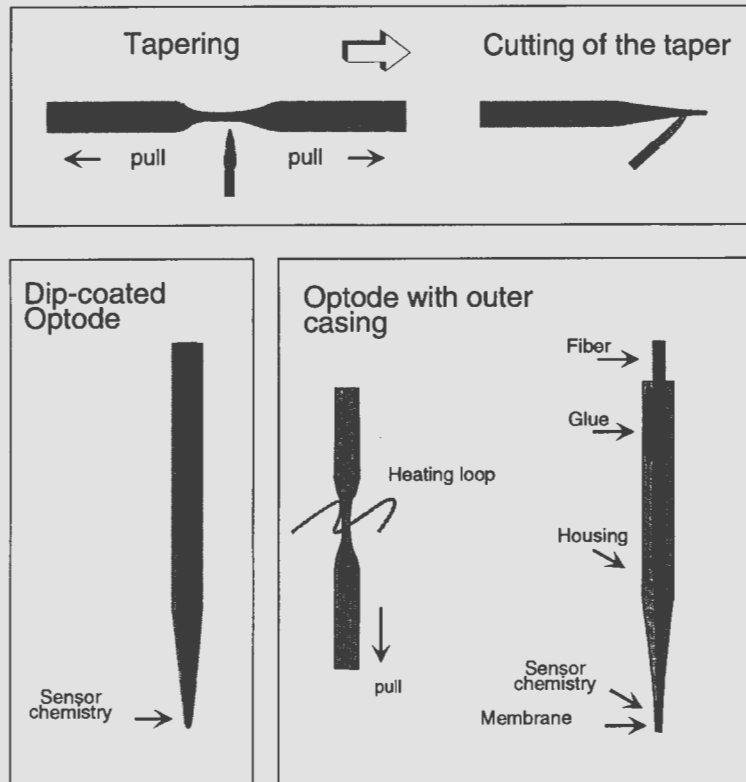 Tapering
Cutting of the taper
pull
pull
Dip-coated
Optode
Sensor
chemistry
Optode with outer
casing
Heating loop
pull
Fiber
Glue
Housing
Sensor
chemistry
Membrane